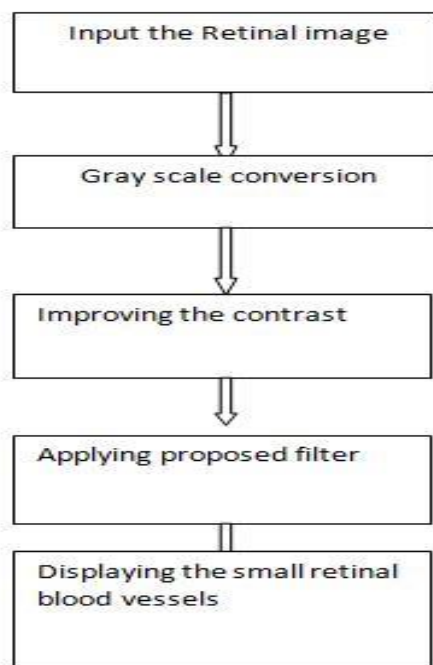 Input the Retinal image
Gray scale conversion
Improving the contrast
Applying proposed filter
Displaying the small retinal
blood vessels